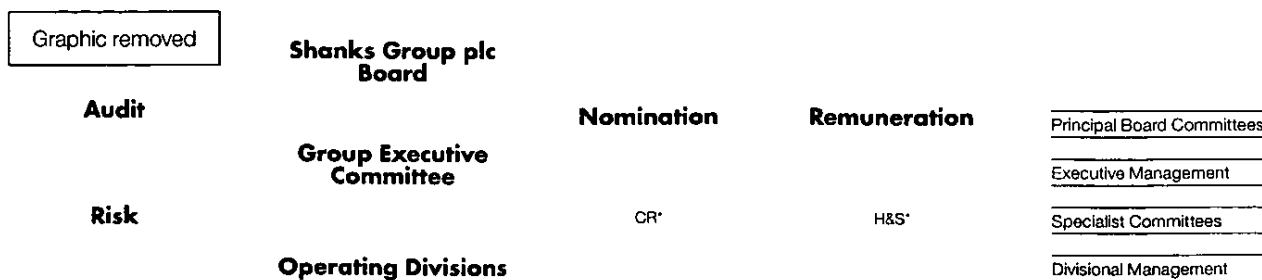 Graphic removed
Shanks Group plc
Board
Audit
Nomination
Remuneration
Principal Board Committees
Group Executive
Committee
Executive Management
Risk
CR*
H&S*
Specialist Committees
Operating Divisions
Divisional Management